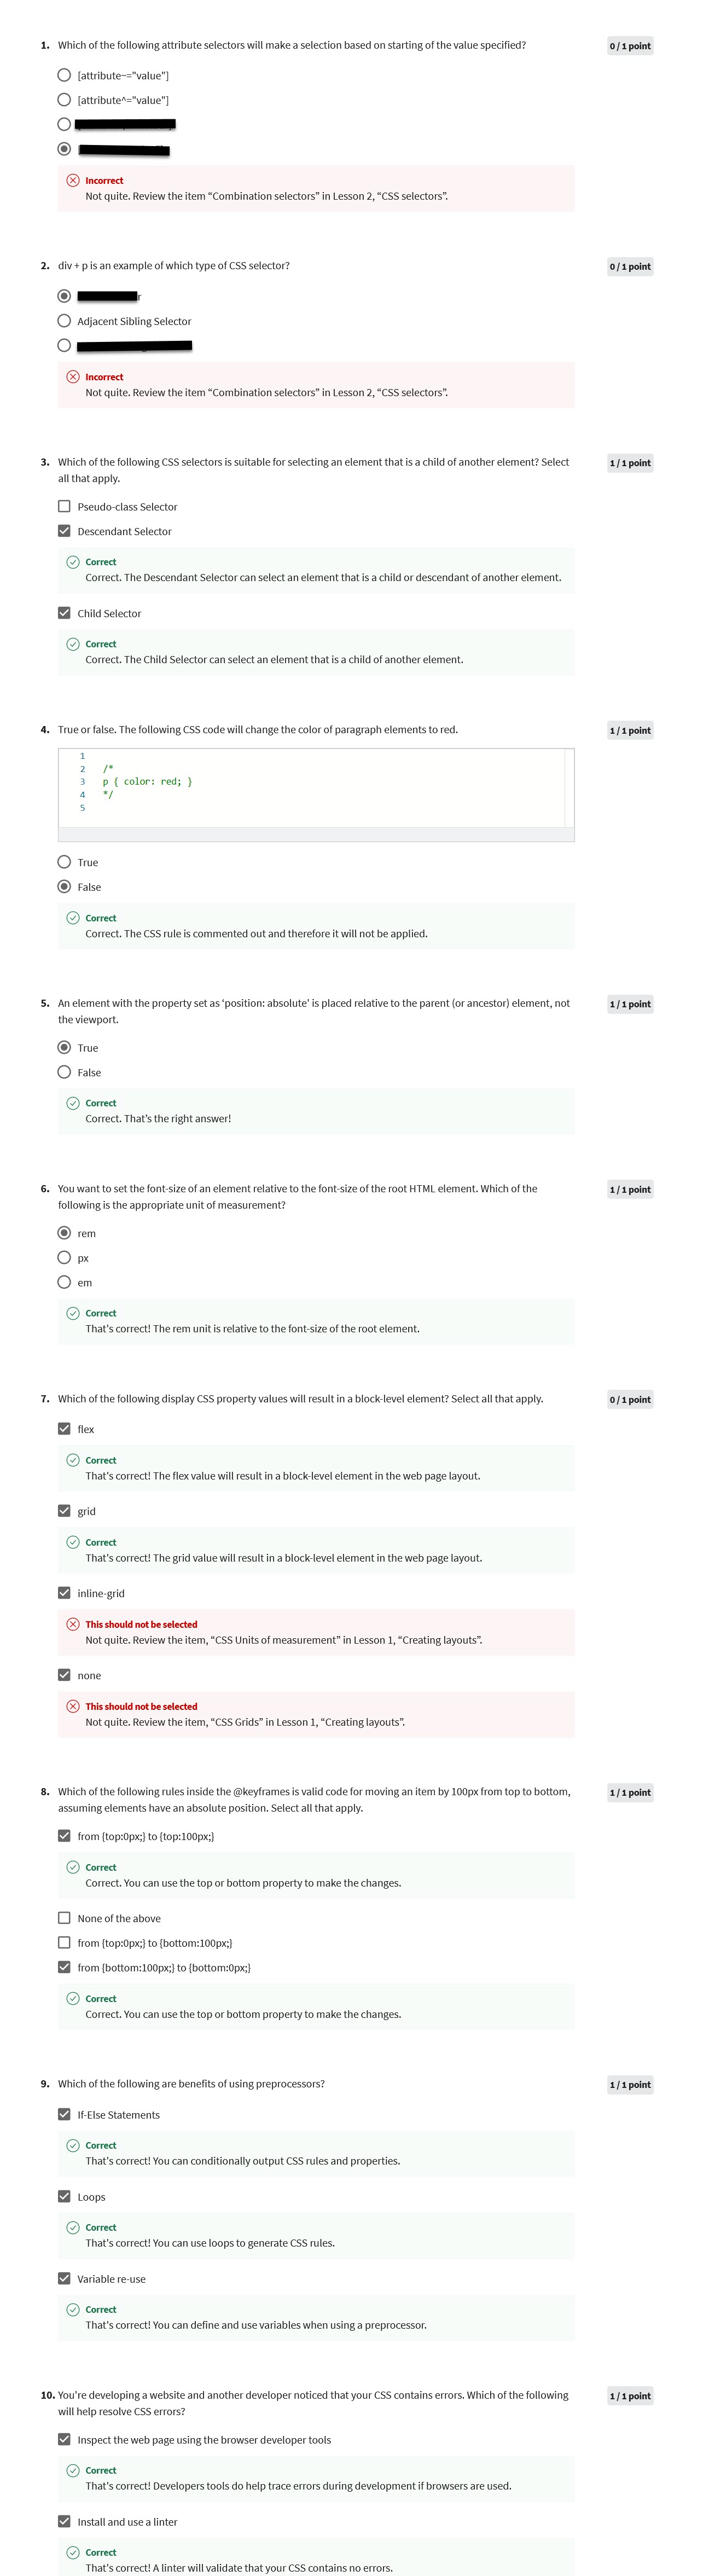 1. Which of the following attribute selectors will make a selection based on starting of the value specified?
0 / 1 point
[attribute~="value"]
[attribute^="value"]
Incorrect
Not quite. Review the item “Combination selectors” in Lesson 2, “CSS selectors”.
2. div + p is an example of which type of CSS selector?
0 / 1 point
Adjacent Sibling Selector
Incorrect
Not quite. Review the item “Combination selectors” in Lesson 2, “CSS selectors”.
3. Which of the following CSS selectors is suitable for selecting an element that is a child of another element? Select
all that apply.
1 / 1 point
Pseudo-class Selector
Descendant Selector
Correct
Correct. The Descendant Selector can select an element that is a child or descendant of another element.
Child Selector
Correct
Correct. The Child Selector can select an element that is a child of another element.
4. True or false. The following CSS code will change the color of paragraph elements to red.
1 / 1 point
1
2 /*
3 p { color: red; }
4 */
5
True
False
Correct
Correct. The CSS rule is commented out and therefore it will not be applied.
5. An element with the property set as ‘position: absolute’ is placed relative to the parent (or ancestor) element, not
the viewport.
1 / 1 point
True
False
Correct
Correct. That’s the right answer!
6. You want to set the font-size of an element relative to the font-size of the root HTML element. Which of the
following is the appropriate unit of measurement?
1 / 1 point
rem
px
em
Correct
That's correct! The rem unit is relative to the font-size of the root element.
7. Which of the following display CSS property values will result in a block-level element? Select all that apply.
0 / 1 point
flex
Correct
That's correct! The flex value will result in a block-level element in the web page layout.
grid
Correct
That's correct! The grid value will result in a block-level element in the web page layout.
inline-grid
This should not be selected
Not quite. Review the item, “CSS Units of measurement” in Lesson 1, “Creating layouts”.
none
This should not be selected
Not quite. Review the item, “CSS Grids” in Lesson 1, “Creating layouts”.
8. Which of the following rules inside the @keyframes is valid code for moving an item by 100px from top to bottom,
assuming elements have an absolute position. Select all that apply.
1 / 1 point
from {top:0px;} to {top:100px;}
Correct
Correct. You can use the top or bottom property to make the changes.
None of the above
from {top:0px;} to {bottom:100px;}
from {bottom:100px;} to {bottom:0px;}
Correct
Correct. You can use the top or bottom property to make the changes.
9. Which of the following are benefits of using preprocessors?
1 / 1 point
If-Else Statements
Correct
That's correct! You can conditionally output CSS rules and properties.
Loops
Correct
That's correct! You can use loops to generate CSS rules.
Variable re-use
Correct
That's correct! You can define and use variables when using a preprocessor.
10. You're developing a website and another developer noticed that your CSS contains errors. Which of the following
will help resolve CSS errors?
1 / 1 point
Inspect the web page using the browser developer tools
Correct
That's correct! Developers tools do help trace errors during development if browsers are used.
Install and use a linter
Correct
That's correct! A linter will validate that your CSS contains no errors.